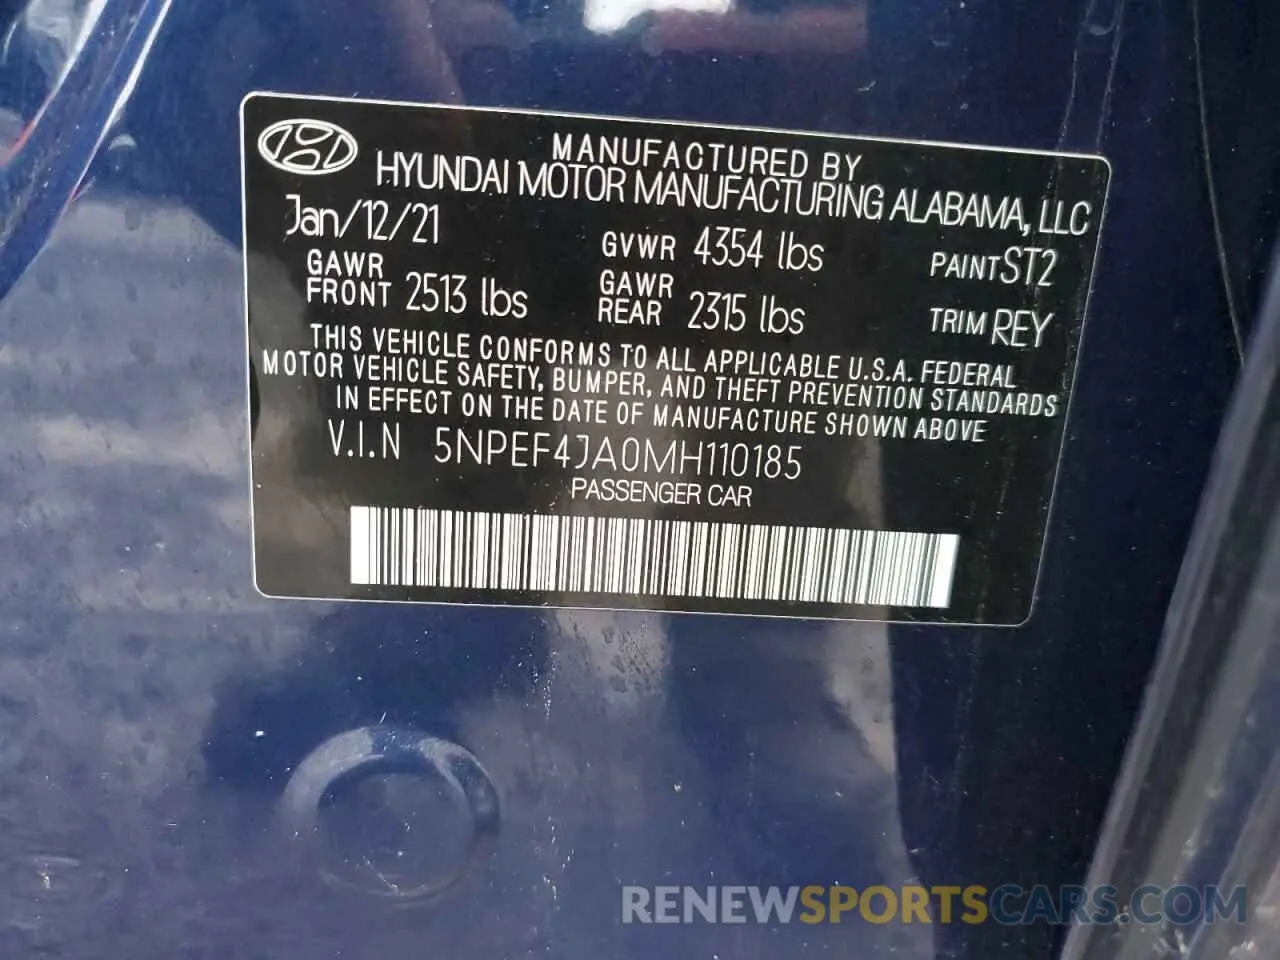 MANUFACTURED BY
HYUNDAI MOTOR MANUFACTURING ALABAMA, LLC
Jan/12/21 GVWR 4354 lbs PAINT ST2
GAWR FRONT 2513 lbs GAWR REAR 2315 lbs TRIM REY
THIS VEHICLE CONFORMS TO ALL APPLICABLE U.S.A. FEDERAL
MOTOR VEHICLE SAFETY, BUMPER, AND THEFT PREVENTION STANDARDS
IN EFFECT ON THE DATE OF MANUFACTURE SHOWN ABOVE
V.I.N 5NPEF4JA0MH110185
PASSENGER CAR
RENEWSPORTSCARS.COM